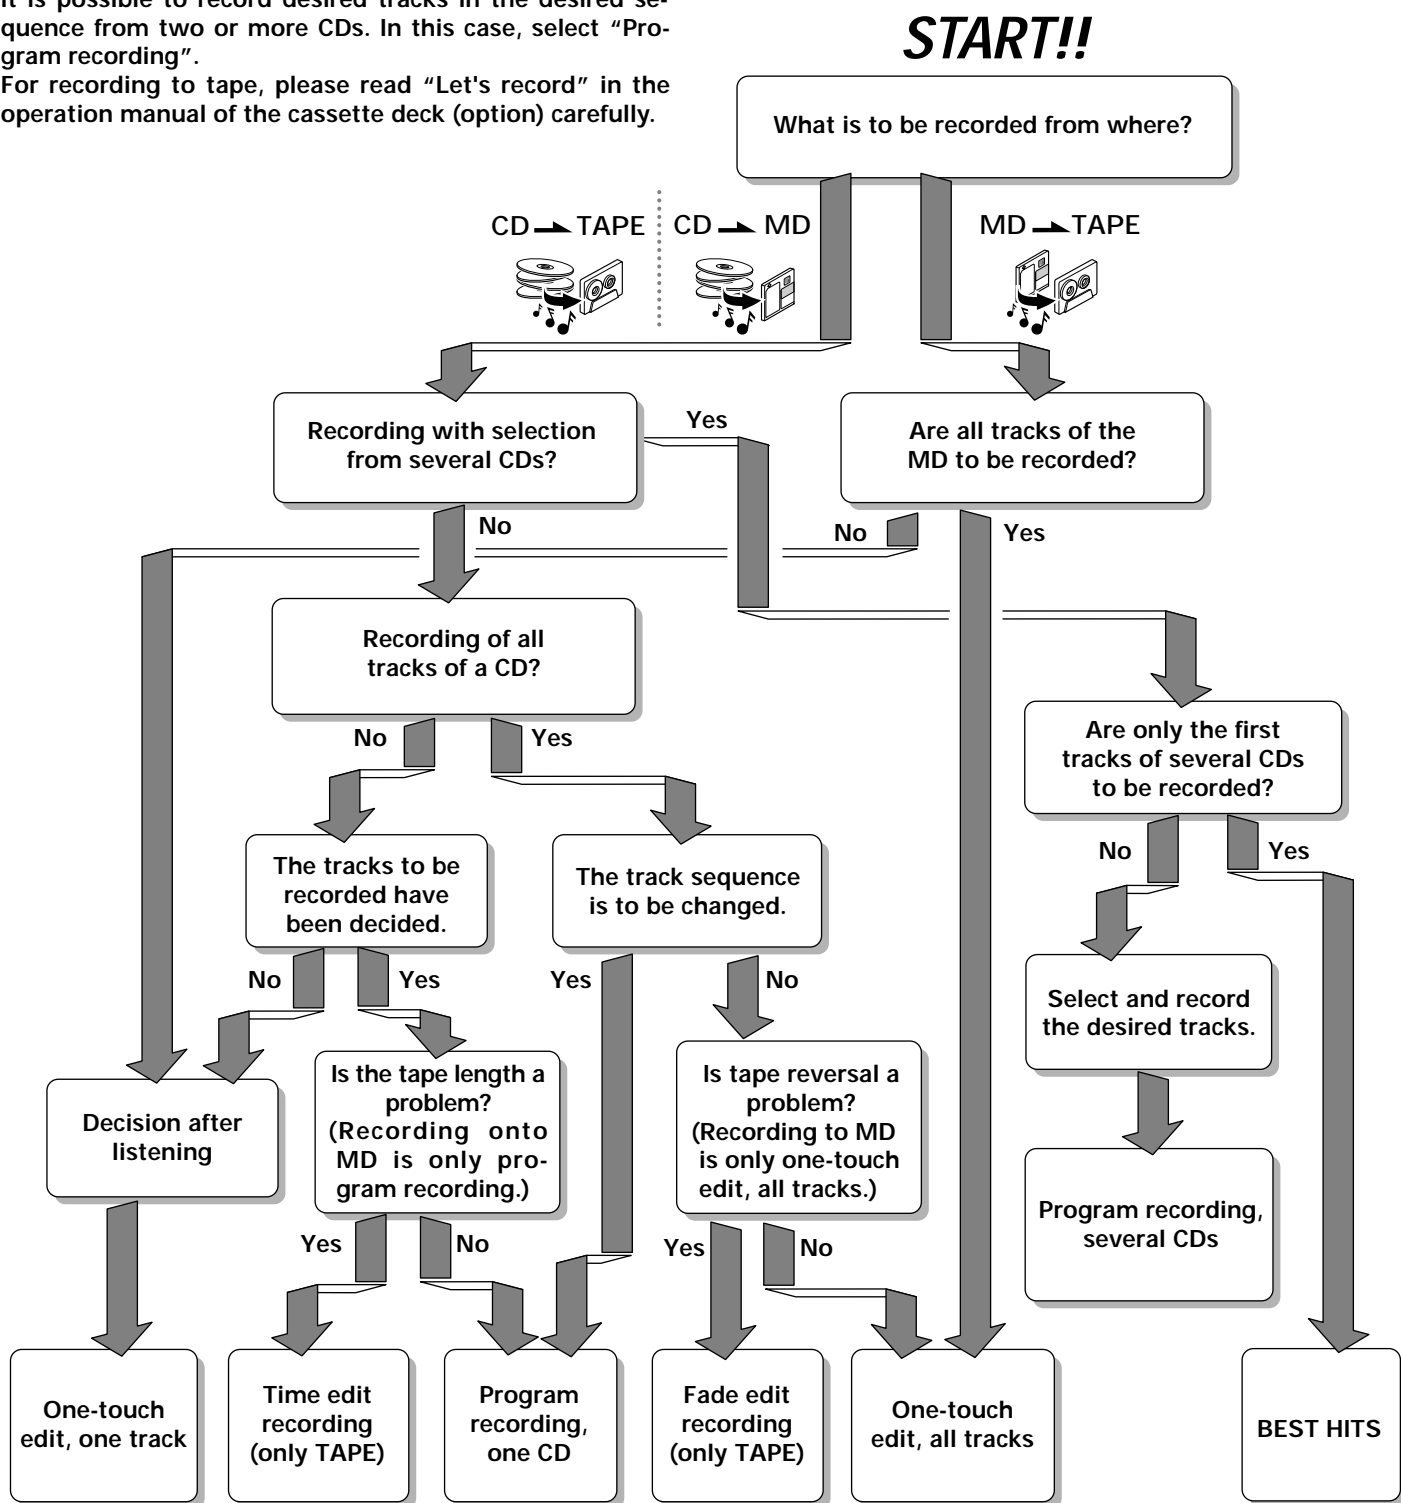 It is possible to record desired tracks in the desired se-
quence from two or more CDs. In this case, select “Pro-
gram recording”.
For recording to tape, please read “Let's record” in the
operation manual of the cassette deck (option) carefully.
START!!
What is to be recorded from where?
CD → TAPE
CD → MD
MD → TAPE
Recording with selection
from several CDs?
Yes
Are all tracks of the
MD to be recorded?
No
No
Yes
Recording of all
tracks of a CD?
No
Yes
Are only the first
tracks of several CDs
to be recorded?
No
Yes
The tracks to be
recorded have
been decided.
The track sequence
is to be changed.
No
Yes
Yes
No
Select and record
the desired tracks.
Decision after
listening
Is the tape length a
problem?
(Recording onto
MD is only pro-
gram recording.)
Is tape reversal a
problem?
(Recording to MD
is only one-touch
edit, all tracks.)
Program recording,
several CDs
Yes
No
Yes
No
One-touch
edit, one track
Time edit
recording
(only TAPE)
Program
recording,
one CD
Fade edit
recording
(only TAPE)
One-touch
edit, all tracks
BEST HITS